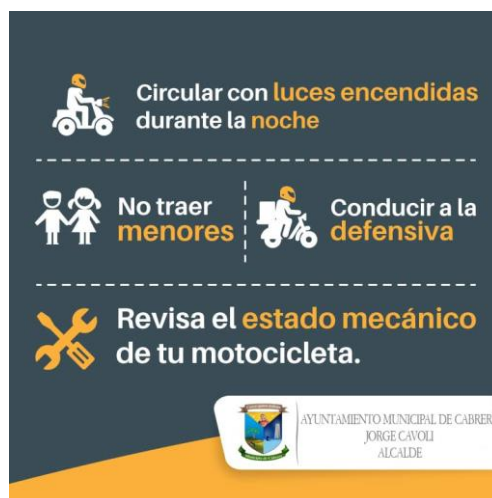 Circular con luces encendidas
durante la noche
No traer
menores
Conducir a la
defensiva
Revisa el estado mecánico
de tu motocicleta.
AYUNTAMIENTO MUNICIPAL DE CABRER
JORGE CAVOLI
ALCALDE